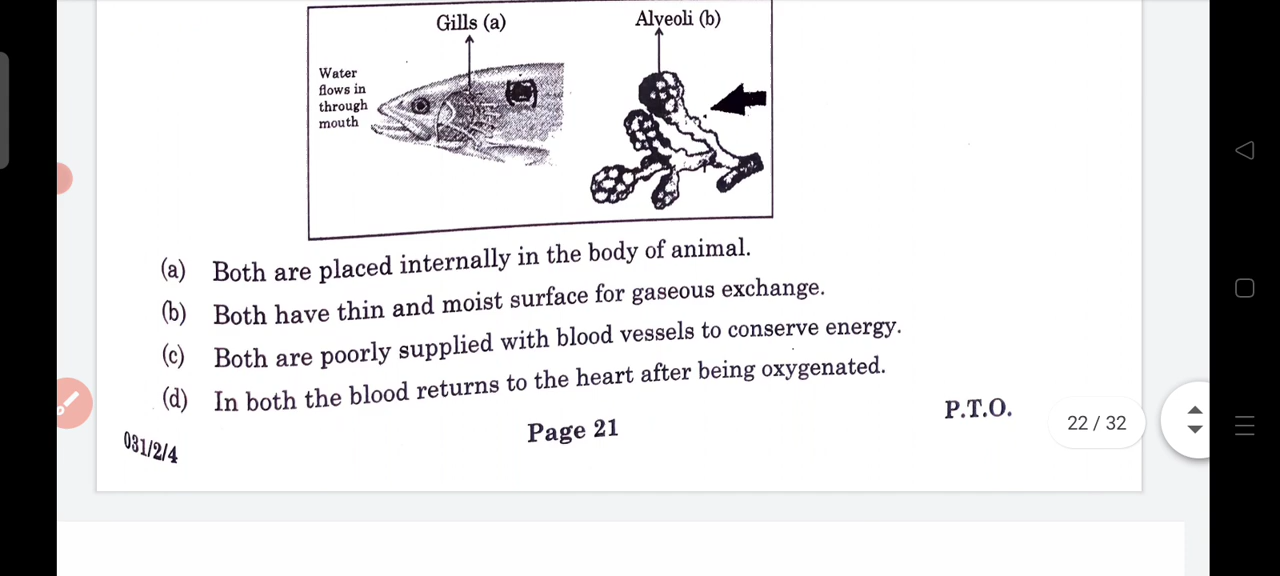 Gills (a)
Alveoli (b)
Water
flows in
through
mouth
(a) Both are placed internally in the body of animal.
(b) Both have thin and moist surface for gaseous exchange.
(c) Both are poorly supplied with blood vessels to conserve energy.
(d) In both the blood returns to the heart after being oxygenated.
031/2/4
Page 21
P.T.O.
22 / 32